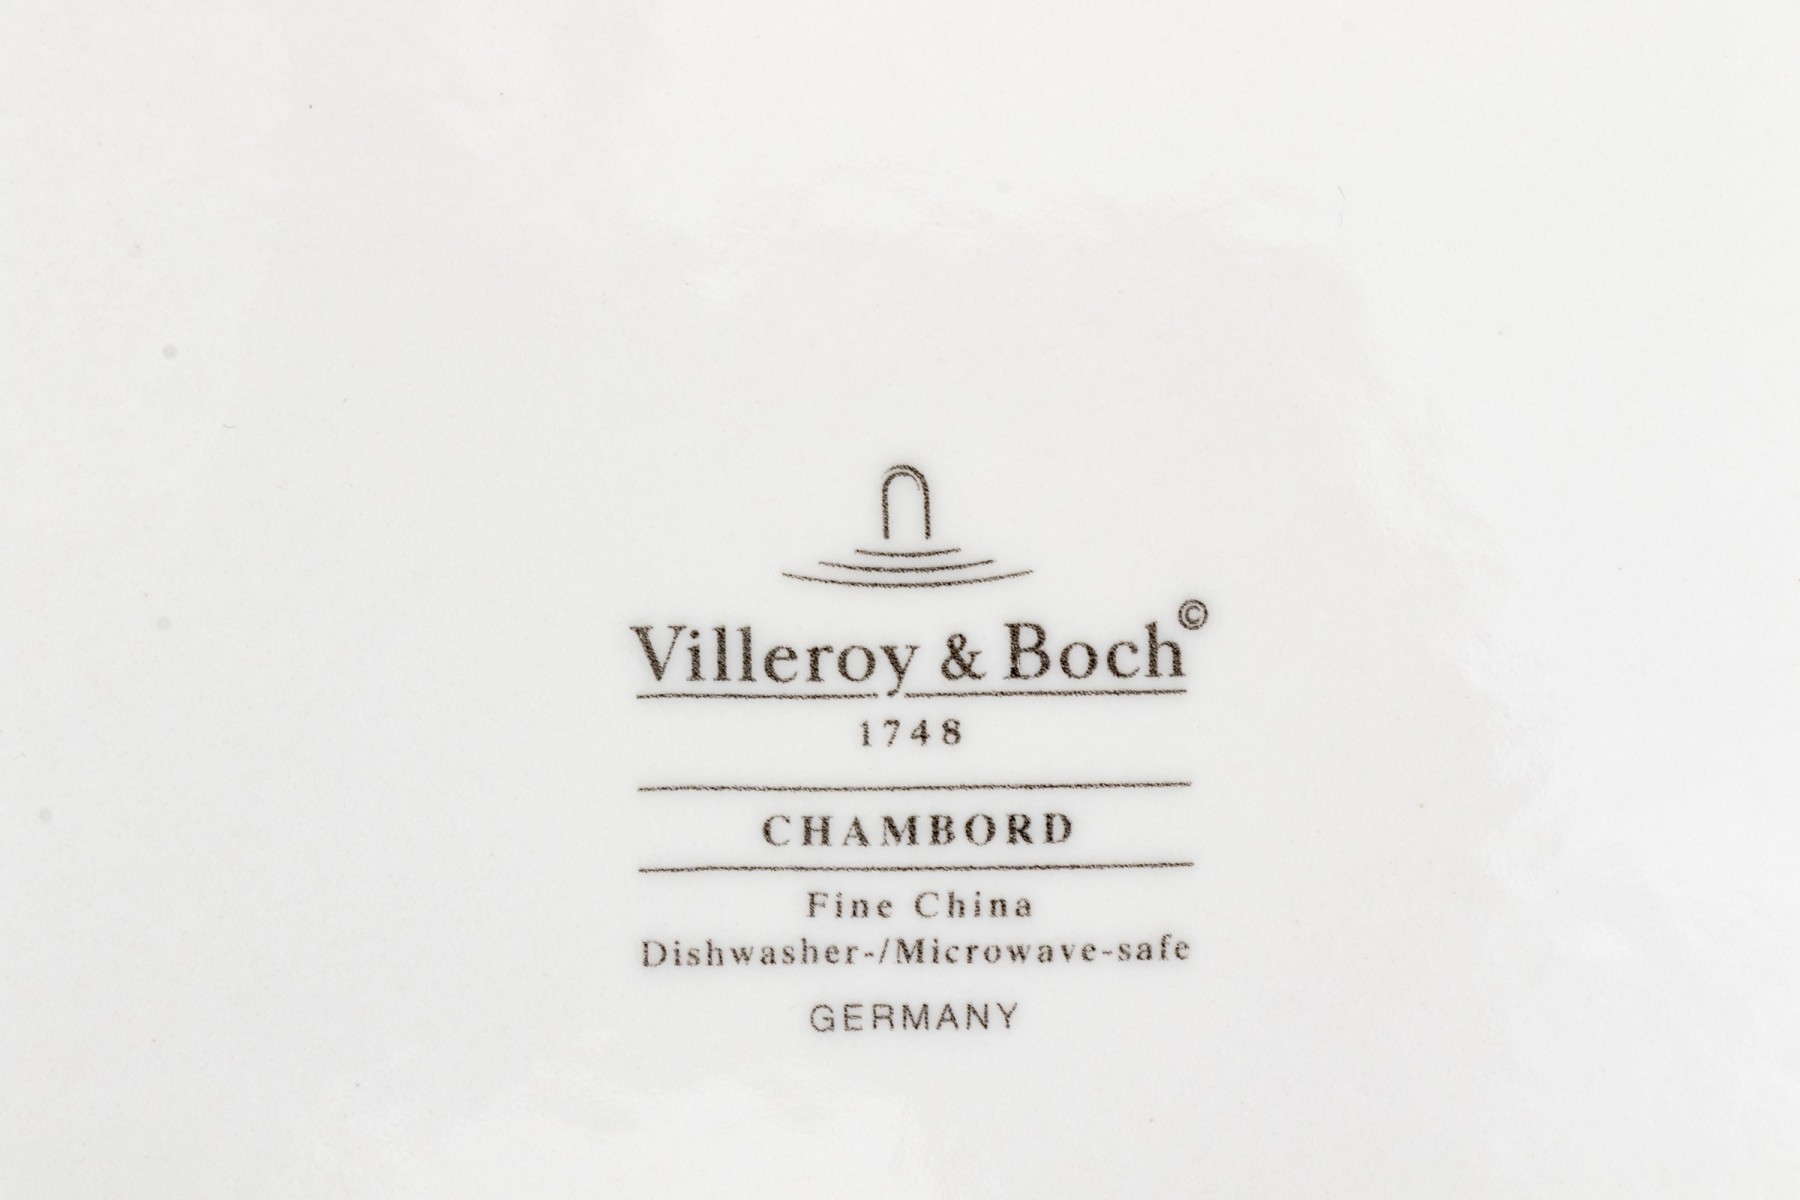 Villeroy & Boch©
1748
CHAMBORD
Fine China
Dishwasher-/Microwave-safe
GERMANY